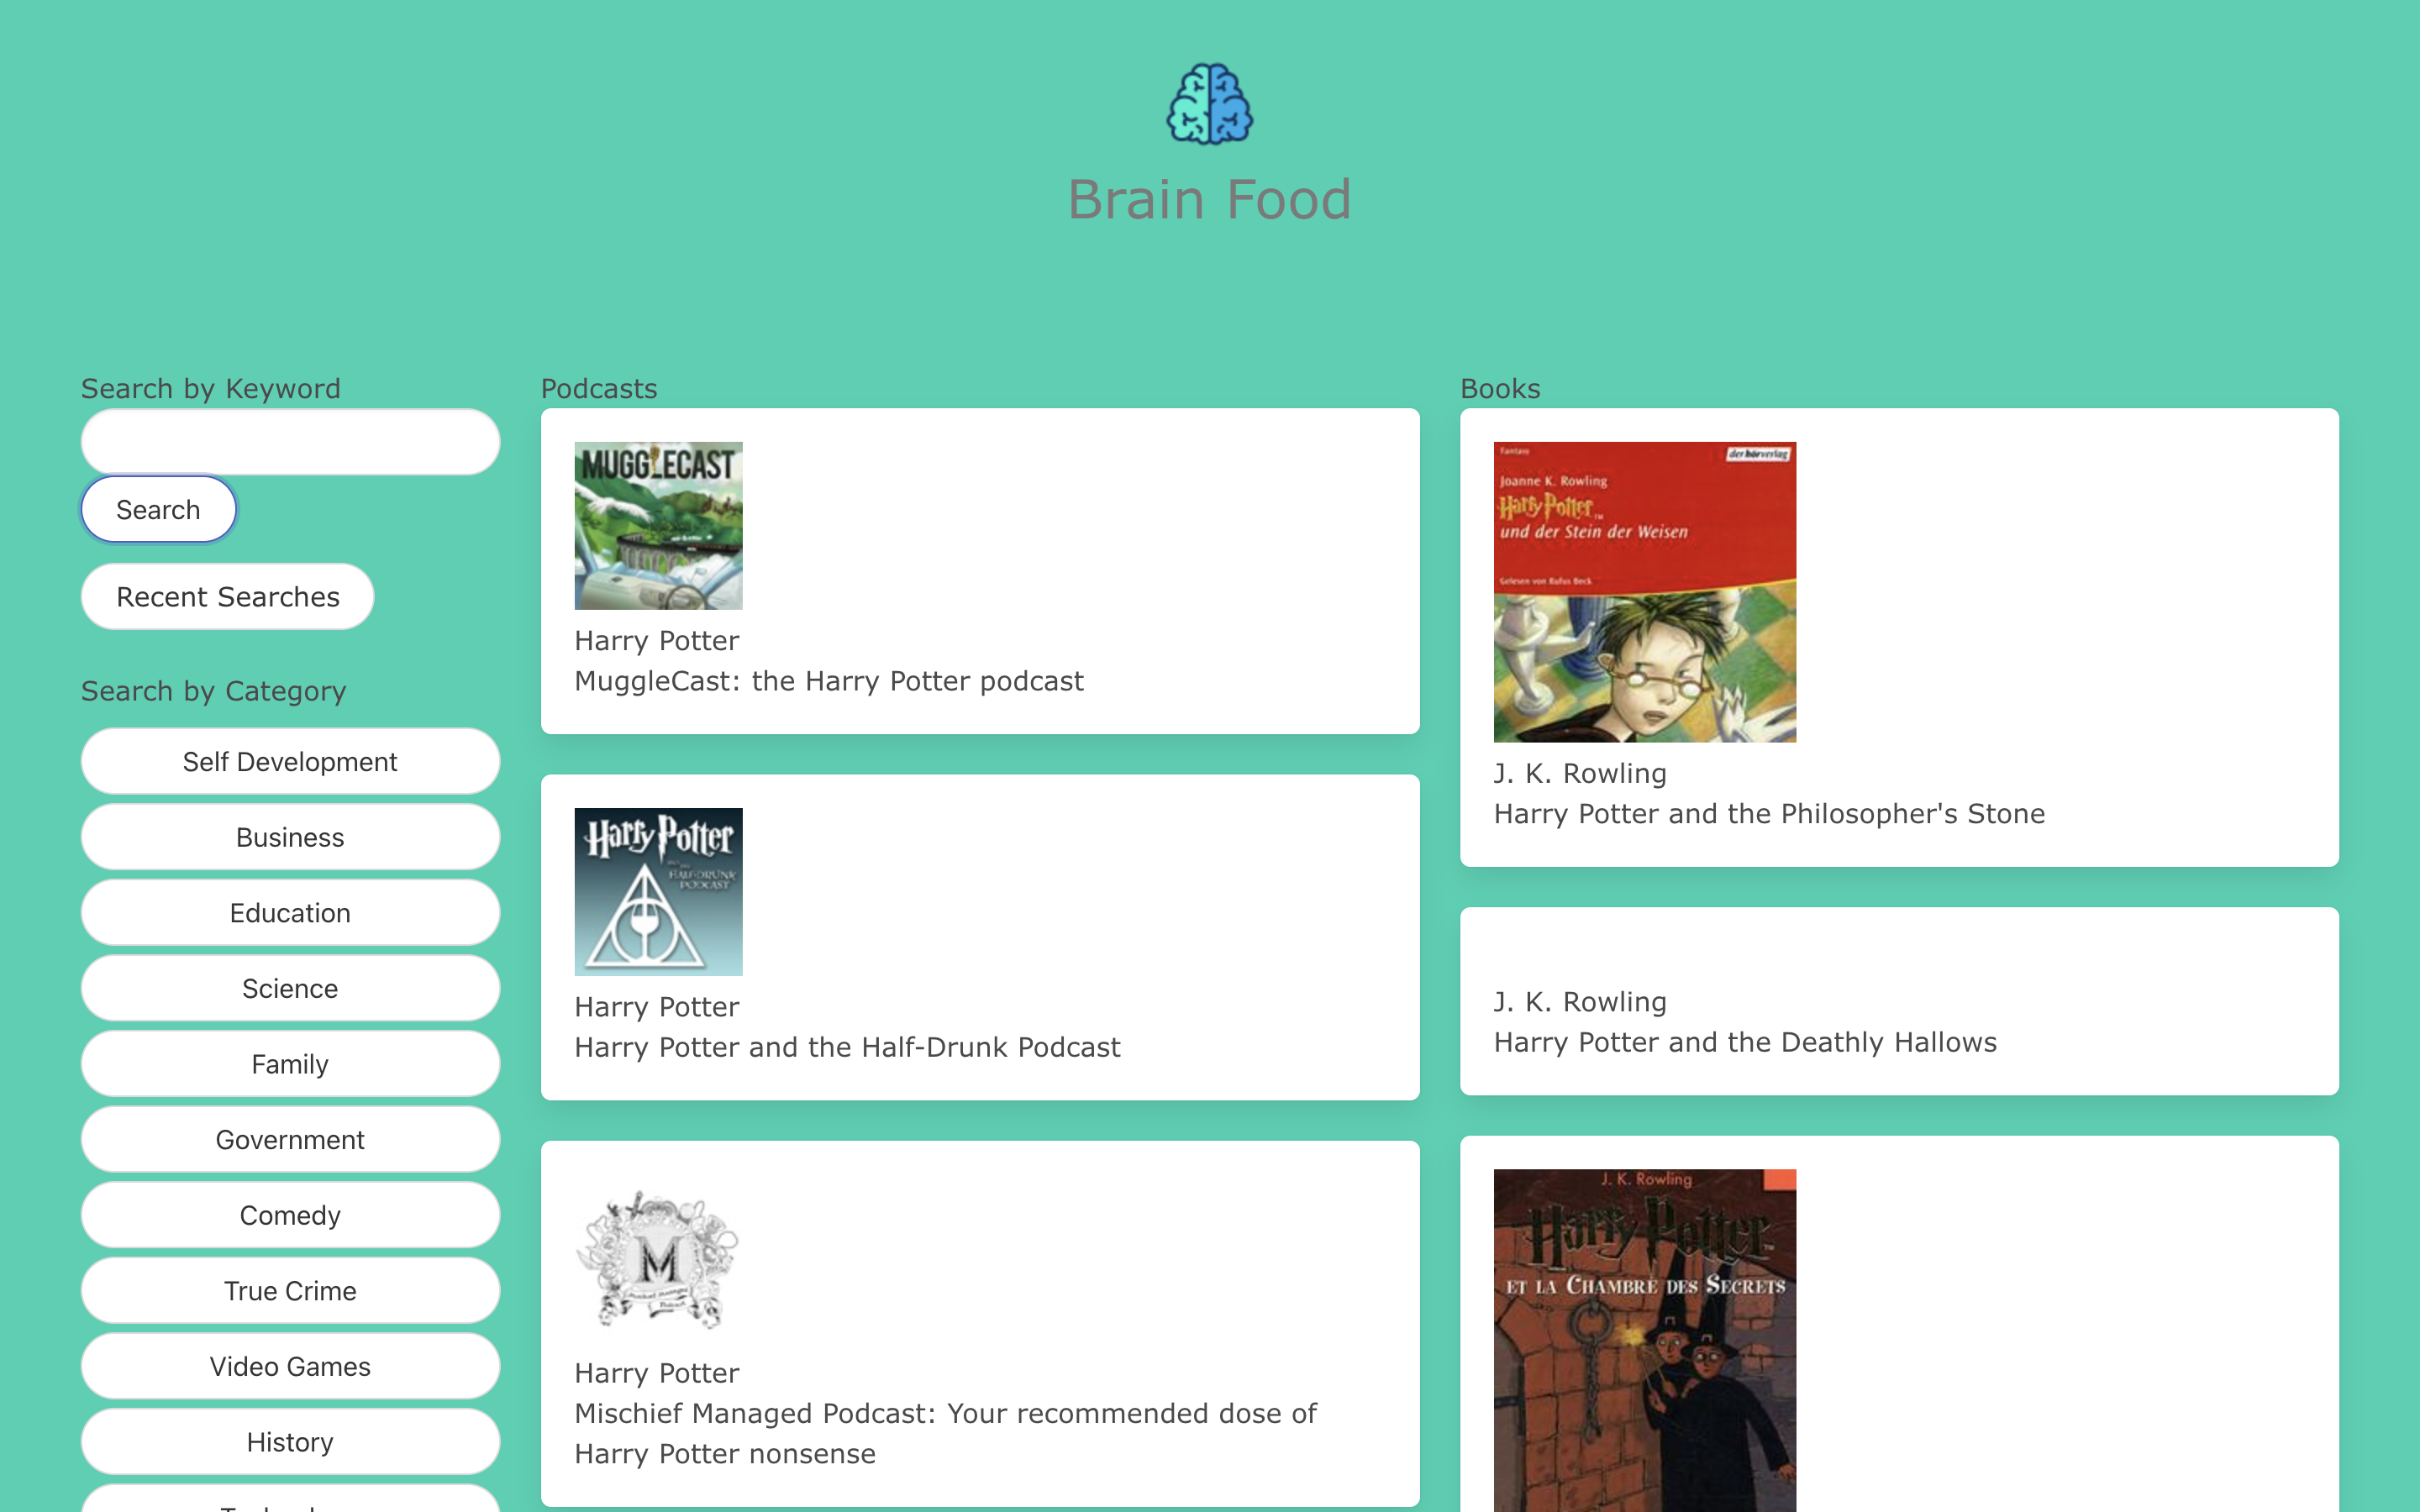 Brain Food
Search by Keyword
Search
Recent Searches
Search by Category
Self Development
Business
Education
Science
Family
Government
Comedy
True Crime
Video Games
History
Podcasts
MUGGLECAST
Harry Potter
MuggleCast: the Harry Potter podcast
Harry Potter
HALF-DRUNK
PODCAST
Harry Potter
Harry Potter and the Half-Drunk Podcast
M
Harry Potter
Mischief Managed Podcast: Your recommended dose of
Harry Potter nonsense
Books
Fantasy
der hörverlag
Joanne K. Rowling
Harry Potter
und der Stein der Weisen
Gelesen von Rufus Beck
J. K. Rowling
Harry Potter and the Philosopher's Stone
J. K. Rowling
Harry Potter and the Deathly Hallows
J. K. Rowling
Harry Potter
ET LA CHAMBRE DES SECRETS